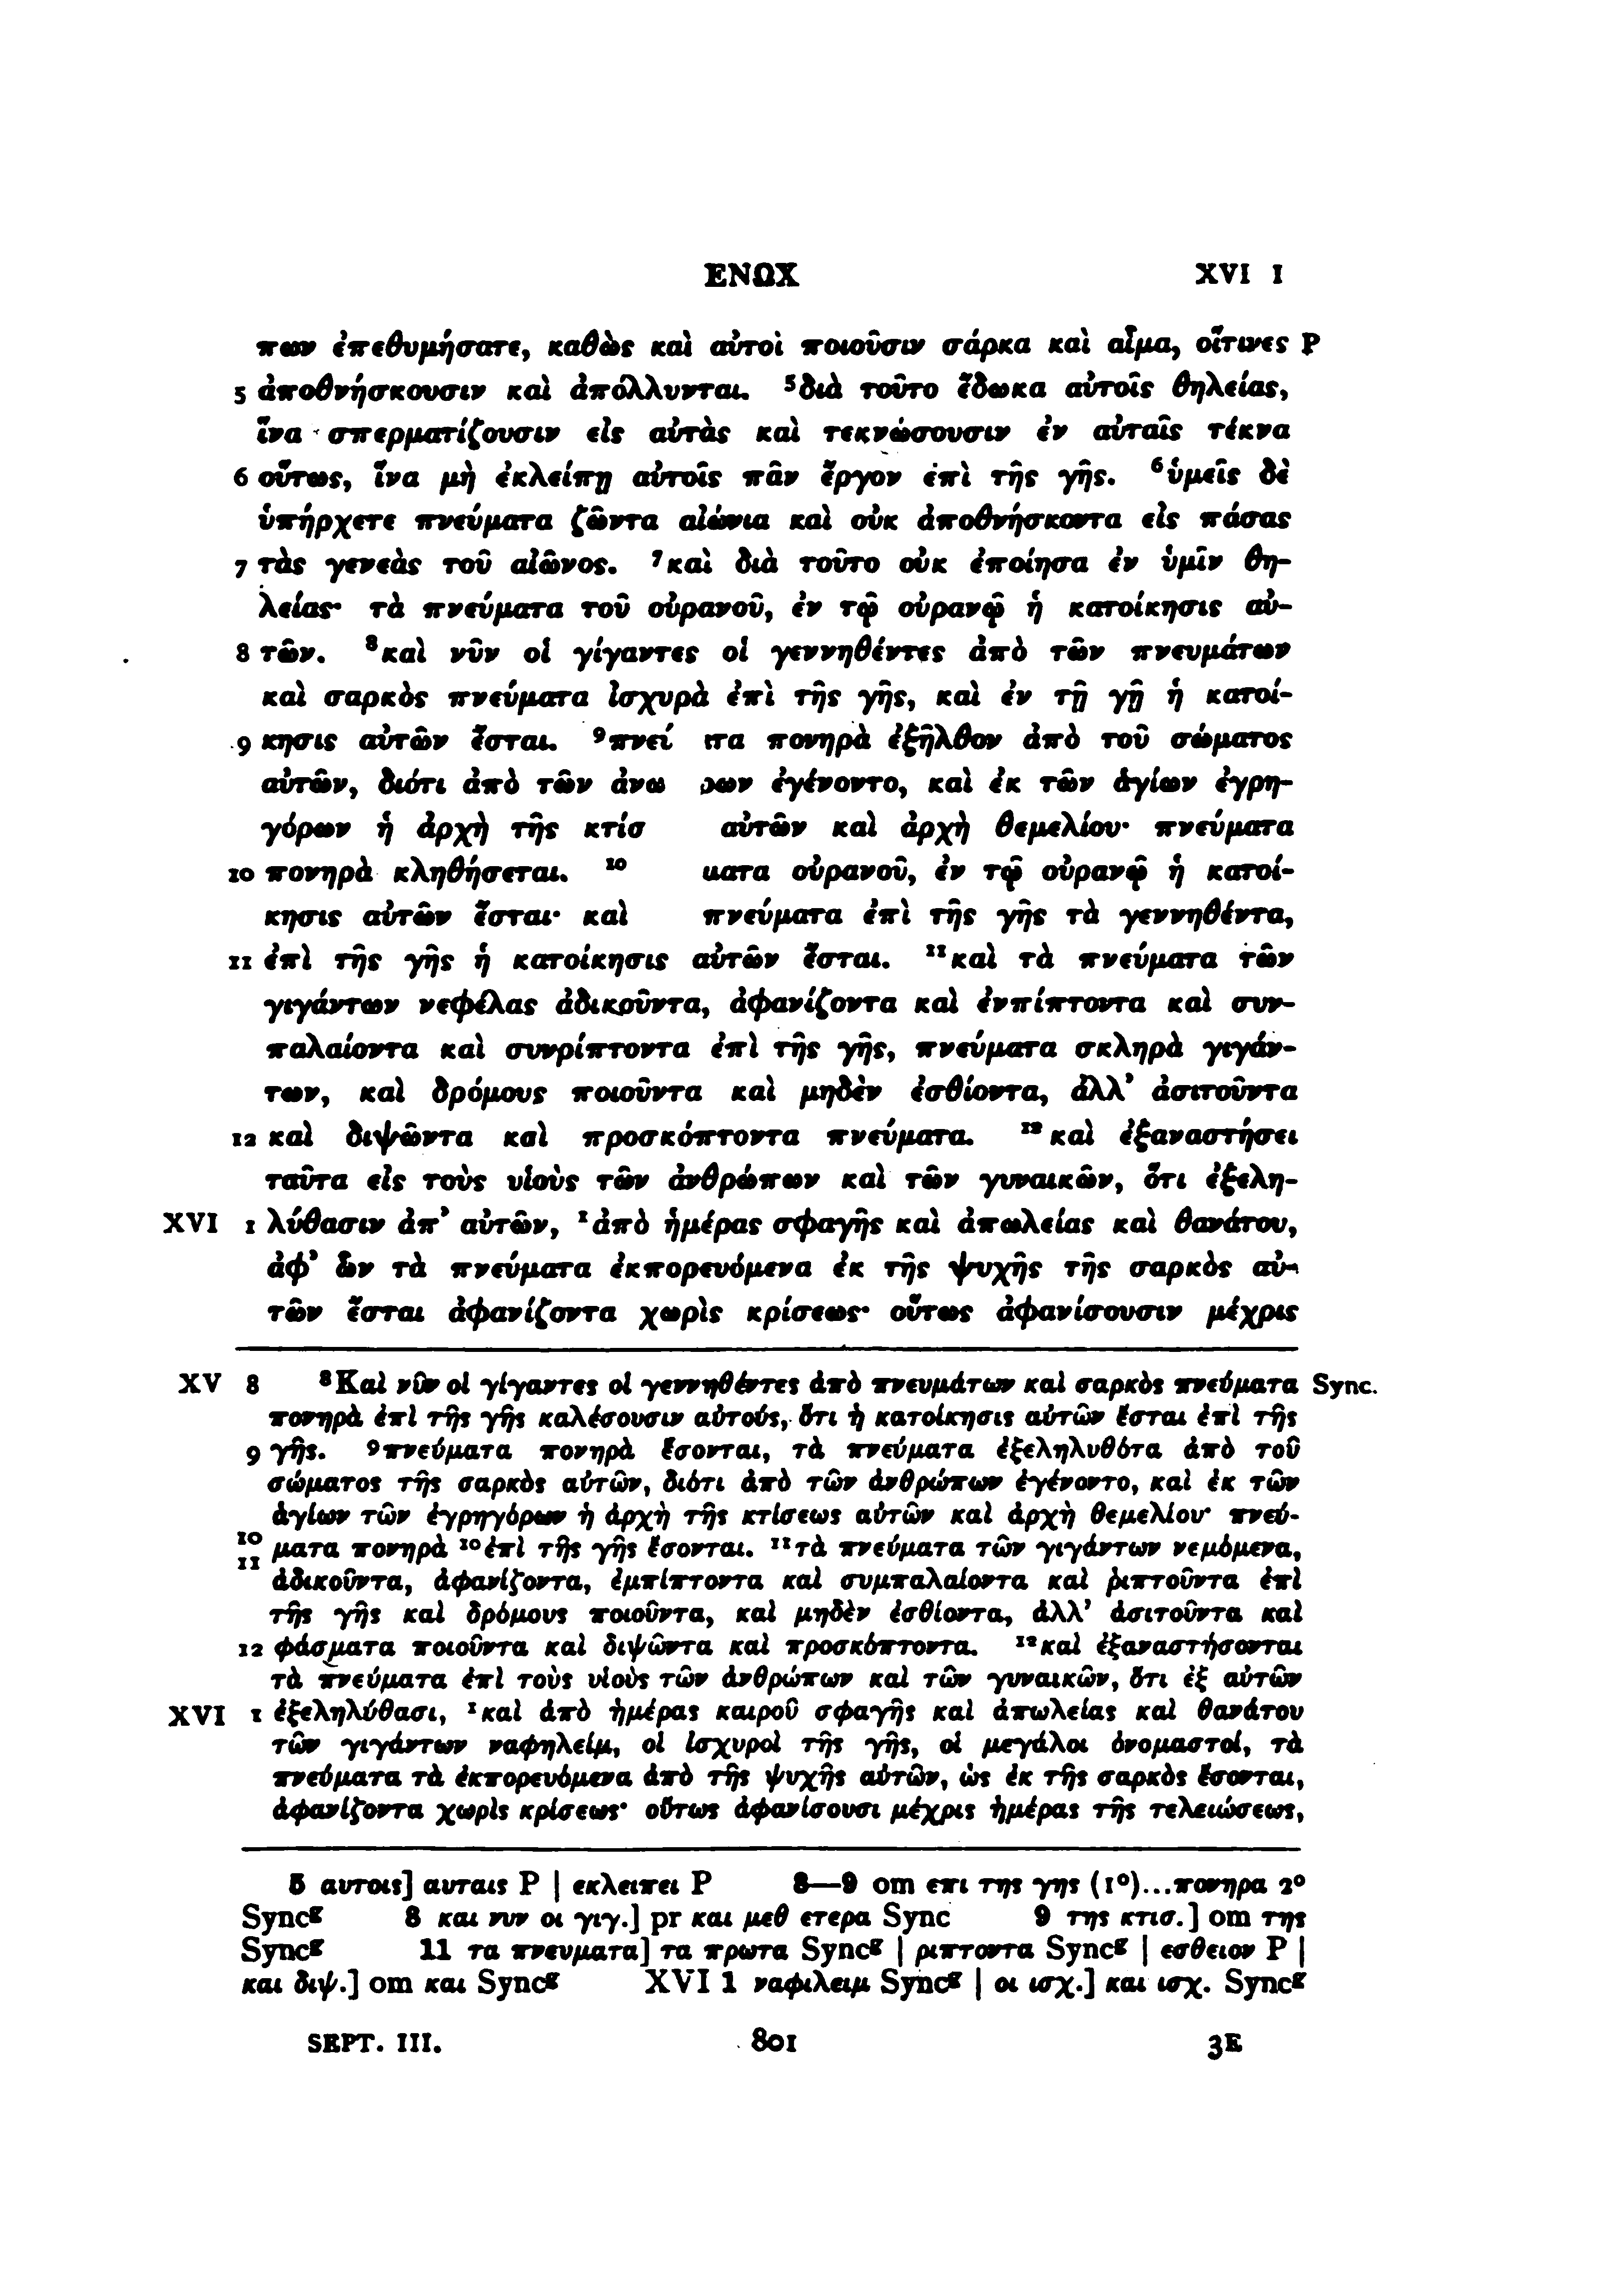 ΕΝΩΧ XVI 1
πων ἐπεθυμήσατε, καθὼς καὶ αὐτοὶ ποιοῦσιν σάρκα καὶ αἷμα, οἵτινες P
5 ἀποθνήσκουσιν καὶ ἀπόλλυνται. ⁵διὰ τοῦτο ἔδωκα αὐτοῖς θηλείας,
ἵνα σπερματίζουσιν εἰς αὐτὰς καὶ τεκνώσουσιν ἐν αὐταῖς τέκνα
6 οὕτως, ἵνα μὴ ἐκλείπῃ αὐτοῖς πᾶν ἔργον ἐπὶ τῆς γῆς. ⁶ὑμεῖς δὲ
ὑπήρχετε πνεύματα ζῶντα αἰώνια καὶ οὐκ ἀποθνήσκοντα εἰς πάσας
7 τὰς γενεὰς τοῦ αἰῶνος. ⁷καὶ διὰ τοῦτο οὐκ ἐποίησα ἐν ὑμῖν θη-
λείας· τὰ πνεύματα τοῦ οὐρανοῦ, ἐν τῷ οὐρανῷ ἡ κατοίκησις αὐ-
8 τῶν. ⁸καὶ νῦν οἱ γίγαντες οἱ γεννηθέντες ἀπὸ τῶν πνευμάτων
καὶ σαρκὸς πνεύματα ἰσχυρὰ ἐπὶ τῆς γῆς, καὶ ἐν τῇ γῇ ἡ κατοί-
9 κησις αὐτῶν ἔσται. ⁹ πονηρὰ ἐξῆλθον ἀπὸ τοῦ σώματος
αὐτῶν, διότι ἀπὸ τῶν ἐγένοντο, καὶ ἐκ τῶν ἁγίων ἐγρη-
γόρων ἡ ἀρχὴ τῆς κτίσ αὐτῶν καὶ ἀρχὴ θεμελίου· πνεύματα
10 πονηρὰ κληθήσεται. ¹⁰ ματα οὐρανοῦ, ἐν τῷ οὐρανῷ ἡ κατοί-
κησις αὐτῶν ἔσται· καὶ πνεύματα ἐπὶ τῆς γῆς τὰ γεννηθέντα,
11 ἐπὶ τῆς γῆς ἡ κατοίκησις αὐτῶν ἔσται. ¹¹καὶ τὰ πνεύματα τῶν
γιγάντων νεφέλας ἀδικοῦντα, ἀφανίζοντα καὶ ἐνπίπτοντα καὶ συν-
παλαίοντα καὶ συνρίπτοντα ἐπὶ τῆς γῆς, πνεύματα σκληρὰ γιγάν-
των, καὶ δρόμους ποιοῦντα καὶ μηδὲν ἐσθίοντα, ἀλλ’ ἀσιτοῦντα
12 καὶ διψῶντα καὶ προσκόπτοντα πνεύματα. ¹²καὶ ἐξαναστήσει
ταῦτα εἰς τοὺς υἱοὺς τῶν ἀνθρώπων καὶ τῶν γυναικῶν, ὅτι ἐξελη-
XVI 1 λύθασιν ἀπ’ αὐτῶν, ¹ἀπὸ ἡμέρας σφαγῆς καὶ ἀπωλείας καὶ θανάτου,
ἀφ’ ὧν τὰ πνεύματα ἐκπορευόμενα ἐκ τῆς ψυχῆς τῆς σαρκὸς αὐ-
τῶν ἔσται ἀφανίζοντα χωρὶς κρίσεως· οὕτως ἀφανίσουσιν μέχρις
XV 8 ⁸Καὶ νῦν οἱ γίγαντες οἱ γεννηθέντες ἀπὸ πνευμάτων καὶ σαρκὸς πνεύματα Sync.
πονηρὰ ἐπὶ τῆς γῆς καλέσουσιν αὐτούς, ὅτι ἡ κατοίκησις αὐτῶν ἔσται ἐπὶ τῆς
9 γῆς. ⁹πνεύματα πονηρὰ ἔσονται, τὰ πνεύματα ἐξεληλυθότα ἀπὸ τοῦ
σώματος τῆς σαρκὸς αὐτῶν, διότι ἀπὸ τῶν ἀνθρώπων ἐγένοντο, καὶ ἐκ τῶν
ἁγίων τῶν ἐγρηγόρων ἡ ἀρχὴ τῆς κτίσεως αὐτῶν καὶ ἀρχὴ θεμελίου· πνεύ-
10 11 ματα πονηρὰ ¹⁰ἐπὶ τῆς γῆς ἔσονται. ¹¹τὰ πνεύματα τῶν γιγάντων νεμόμενα,
ἀδικοῦντα, ἀφανίζοντα, ἐμπίπτοντα καὶ συμπαλαίοντα καὶ ῥιπτοῦντα ἐπὶ
τῆς γῆς καὶ δρόμους ποιοῦντα, καὶ μηδὲν ἐσθίοντα, ἀλλ’ ἀσιτοῦντα καὶ
12 φάσματα ποιοῦντα καὶ διψῶντα καὶ προσκόπτοντα. ¹²καὶ ἐξαναστήσονται
τὰ πνεύματα ἐπὶ τοὺς υἱοὺς τῶν ἀνθρώπων καὶ τῶν γυναικῶν, ὅτι ἐξ αὐτῶν
XVI 1 ἐξεληλύθασι, ¹καὶ ἀπὸ ἡμέρας καιροῦ σφαγῆς καὶ ἀπωλείας καὶ θανάτου
τῶν γιγάντων ναφηλείμ, οἱ ἰσχυροὶ τῆς γῆς, οἱ μεγάλοι ὀνομαστοί, τὰ
πνεύματα τὰ ἐκπορευόμενα ἀπὸ τῆς ψυχῆς αὐτῶν, ὡς ἐκ τῆς σαρκὸς ἔσονται,
ἀφανίζοντα χωρὶς κρίσεως· οὕτως ἀφανίσουσι μέχρις ἡμέρας τῆς τελειώσεως,
5 αυτοις] αυταις P | εκλειπει P 8—9 om επι της γης (1°)...πονηρα 2°
Syncᵍ 8 και νυν οι γιγ.] pr και μεθ ετερα Sync 9 της κτισ.] om της
Syncᵍ 11 τα πνευματα] τα πρωτα Syncᵍ | ριπτοντα Syncᵍ | εσθειον P |
και διψ.] om και Syncᵍ XVI 1 ναφιλειμ Syncᵍ | οι ισχ.] και ισχ. Syncᵍ
SEPT. III. 801 3E